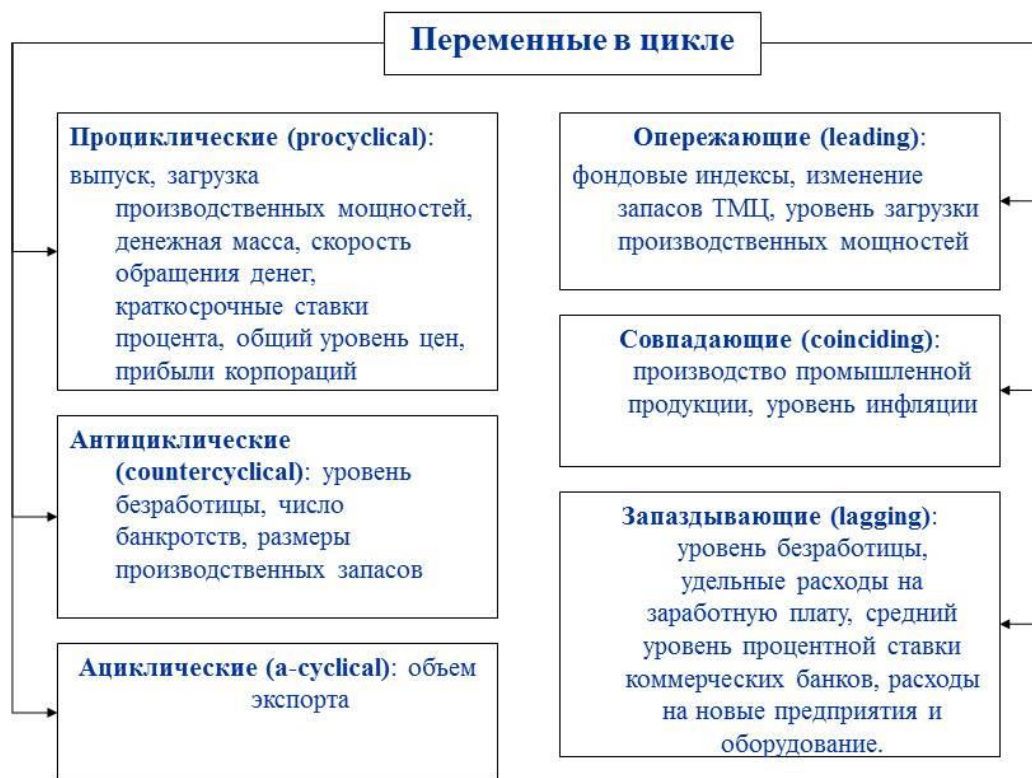 Переменные в цикле
Проциклические (procyclical):
выпуск, загрузка
производственных мощностей,
денежная масса, скорость
обращения денег,
краткосрочные ставки
процента, общий уровень цен,
прибыли корпораций
Антициклические
(countercyclical): уровень
безработицы, число
банкротств, размеры
производственных запасов
Ациклические (a-cyclical): объем
экспорта
Опережающие (leading):
фондовые индексы, изменение
запасов ТМЦ, уровень загрузки
производственных мощностей
Совпадающие (coinciding):
производство промышленной
продукции, уровень инфляции
Запаздывающие (lagging):
уровень безработицы,
удельные расходы на
заработную плату, средний
уровень процентной ставки
коммерческих банков, расходы
на новые предприятия и
оборудование.